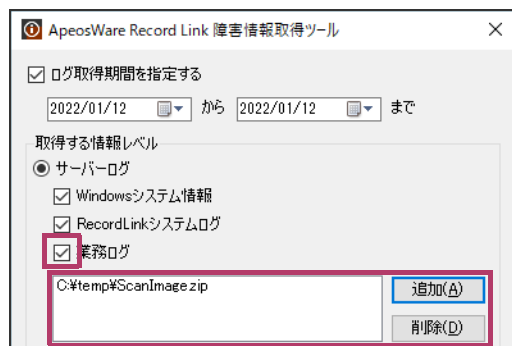 ApeosWare Record Link 障害情報取得ツール
ログ取得期間を指定する
2022/01/12 から 2022/01/12 まで
取得する情報レベル
サーバーログ
Windowsシステム情報
RecordLinkシステムログ
業務ログ
C:¥temp¥ScanImage.zip
追加(A)
削除(D)